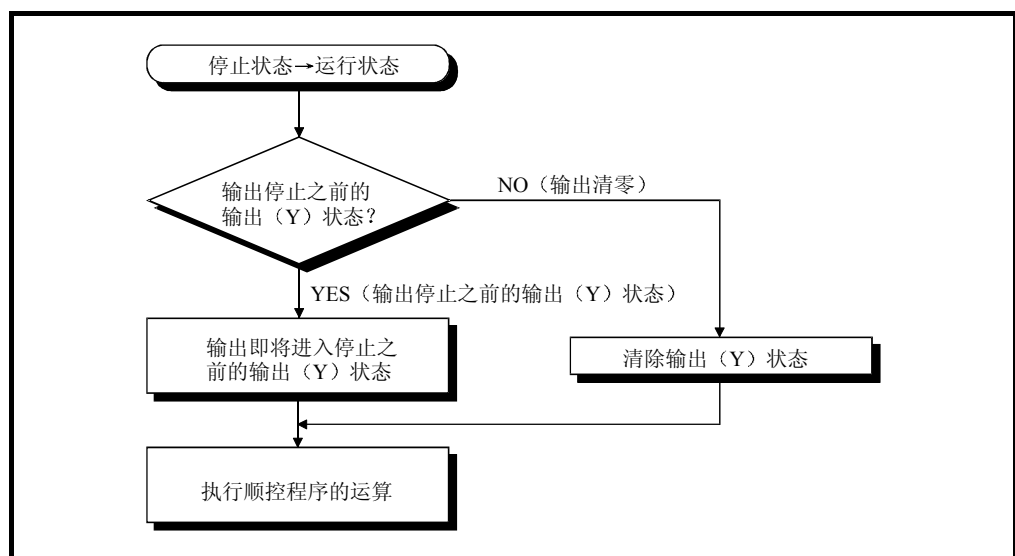 停止状态→运行状态
输出停止之前的
输出（Y）状态？
NO（输出清零）
YES（输出停止之前的输出（Y）状态）
输出即将进入停止之
前的输出（Y）状态
清除输出（Y）状态
执行顺控程序的运算